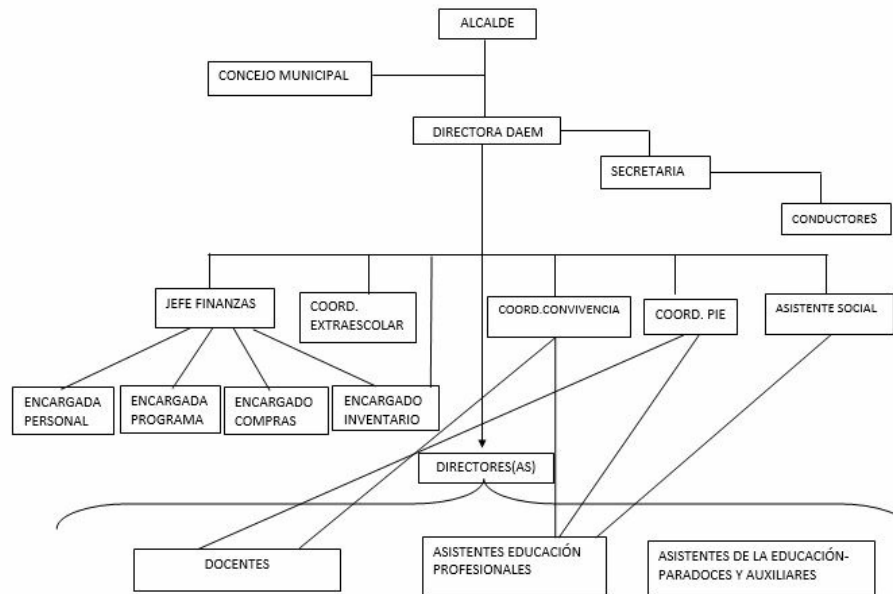 ALCALDE
CONCEJO MUNICIPAL
DIRECTORA DAEM
SECRETARIA
CONDUCTORES
JEFE FINANZAS
COORD.
EXTRAESCOLAR
COORD.CONVIVENCIA
COORD. PIE
ASISTENTE SOCIAL
ENCARGADA
PERSONAL
ENCARGADA
PROGRAMA
ENCARGADO
COMPRAS
ENCARGADO
INVENTARIO
DIRECTORES(AS)
DOCENTES
ASISTENTES EDUCACIÓN
PROFESIONALES
ASISTENTES DE LA EDUCACIÓN-
PARADOCES Y AUXILIARES